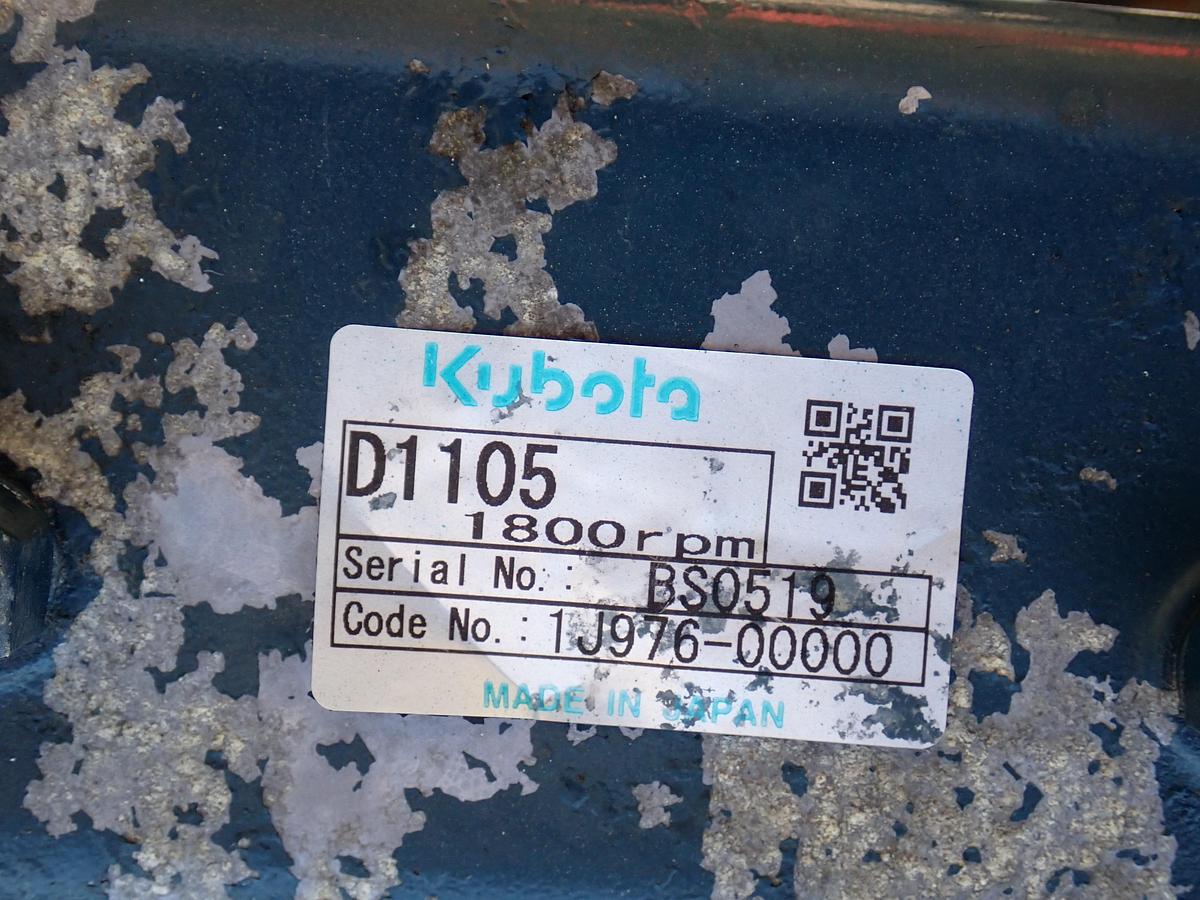 Kubota
D1105
1800rpm
Serial No.: BS0519
Code No.: 1J976-00000
MADE IN JAPAN